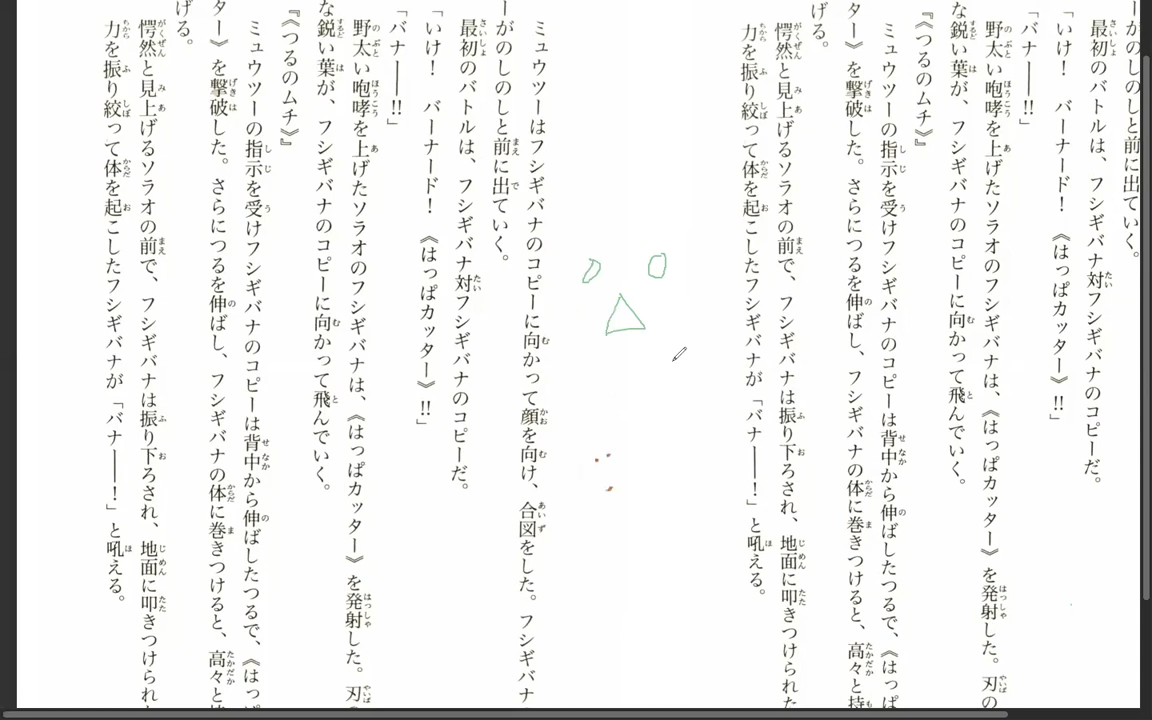 ーがのしのしと前に出ていく。
最初のバトルは、フシギバナ対フシギバナのコピーだ。
「いけ！　バーナード！　《はっぱカッター》!!」
「バナ――!!」
野太い咆哮を上げたソラオのフシギバナは、《はっぱカッター》を発射した。刃の
な鋭い葉が、フシギバナのコピーに向かって飛んでいく。
『《つるのムチ》』
ミュウツーの指示を受けフシギバナのコピーは背中から伸ばしたつるで、《はっぱ
ター》を撃破した。さらにつるを伸ばし、フシギバナの体に巻きつけると、高々と持
げる。
愕然と見上げるソラオの前で、フシギバナは振り下ろされ、地面に叩きつけられた
力を振り絞って体を起こしたフシギバナが「バナ――！」と吼える。
ミュウツーはフシギバナのコピーに向かって顔を向け、合図をした。フシギバナ
ーがのしのしと前に出ていく。
最初のバトルは、フシギバナ対フシギバナのコピーだ。
「いけ！　バーナード！　《はっぱカッター》!!」
「バナ――!!」
野太い咆哮を上げたソラオのフシギバナは、《はっぱカッター》を発射した。刃
な鋭い葉が、フシギバナのコピーに向かって飛んでいく。
『《つるのムチ》』
ミュウツーの指示を受けフシギバナのコピーは背中から伸ばしたつるで、《はっ
ター》を撃破した。さらにつるを伸ばし、フシギバナの体に巻きつけると、高々と
げる。
愕然と見上げるソラオの前で、フシギバナは振り下ろされ、地面に叩きつけられ
力を振り絞って体を起こしたフシギバナが「バナ――！」と吼える。